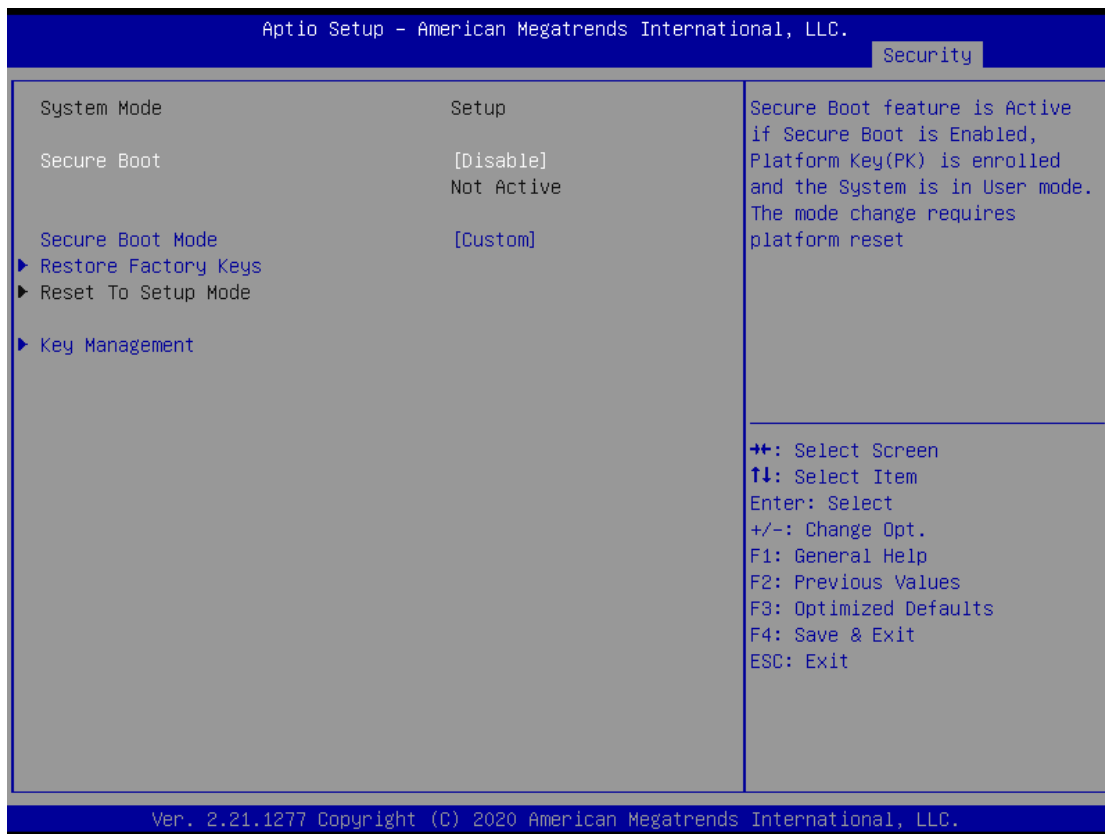 Aptio Setup – American Megatrends International, LLC.
Security
System Mode Setup
Secure Boot [Disable]
Not Active
Secure Boot Mode [Custom]
▶ Restore Factory Keys
▶ Reset To Setup Mode
▶ Key Management
Secure Boot feature is Active
if Secure Boot is Enabled,
Platform Key(PK) is enrolled
and the System is in User mode.
The mode change requires
platform reset
→←: Select Screen
↑↓: Select Item
Enter: Select
+/-: Change Opt.
F1: General Help
F2: Previous Values
F3: Optimized Defaults
F4: Save & Exit
ESC: Exit
Ver. 2.21.1277 Copyright (C) 2020 American Megatrends International, LLC.